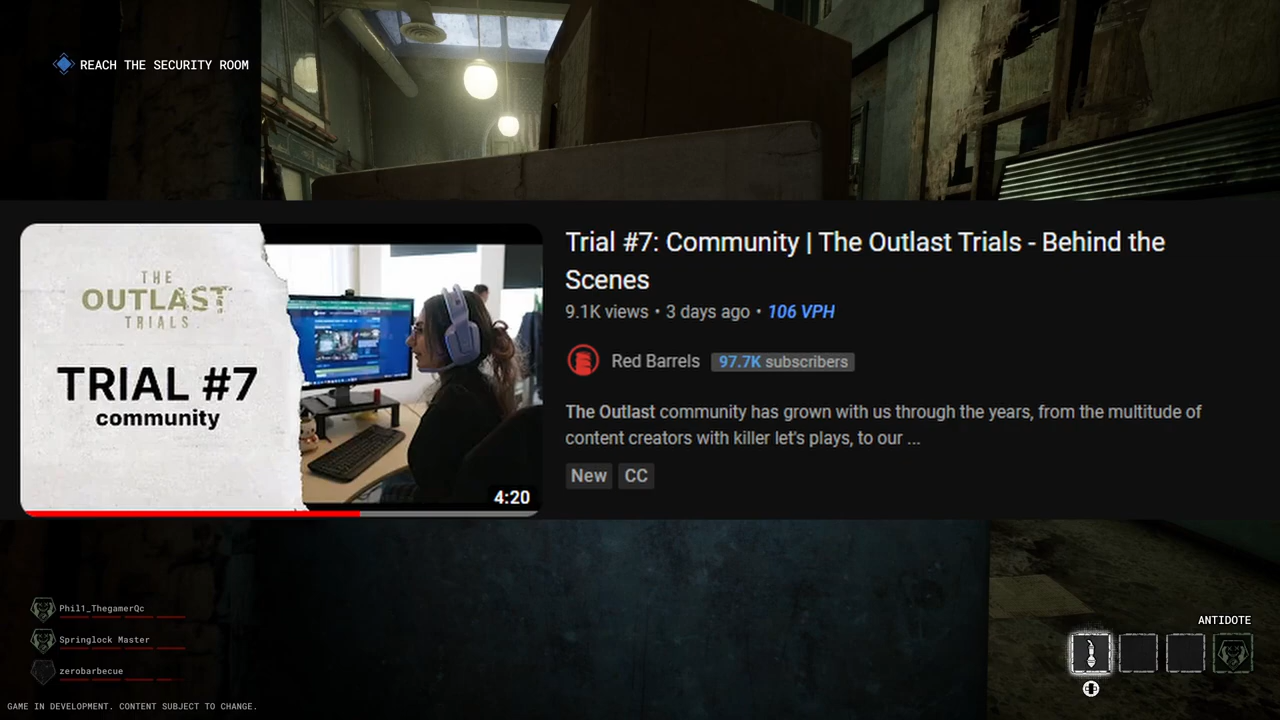 REACH THE SECURITY ROOM
THE
OUTLAST
TRIALS
TRIAL #7
community
4:20
Trial #7: Community | The Outlast Trials - Behind the
Scenes
9.1K views • 3 days ago • 106 VPH
Red Barrels 97.7K subscribers
The Outlast community has grown with us through the years, from the multitude of
content creators with killer let's plays, to our ...
New CC
Phil1_ThegamerQc
Springlock Master
zerobarbecue
ANTIDOTE
GAME IN DEVELOPMENT. CONTENT SUBJECT TO CHANGE.